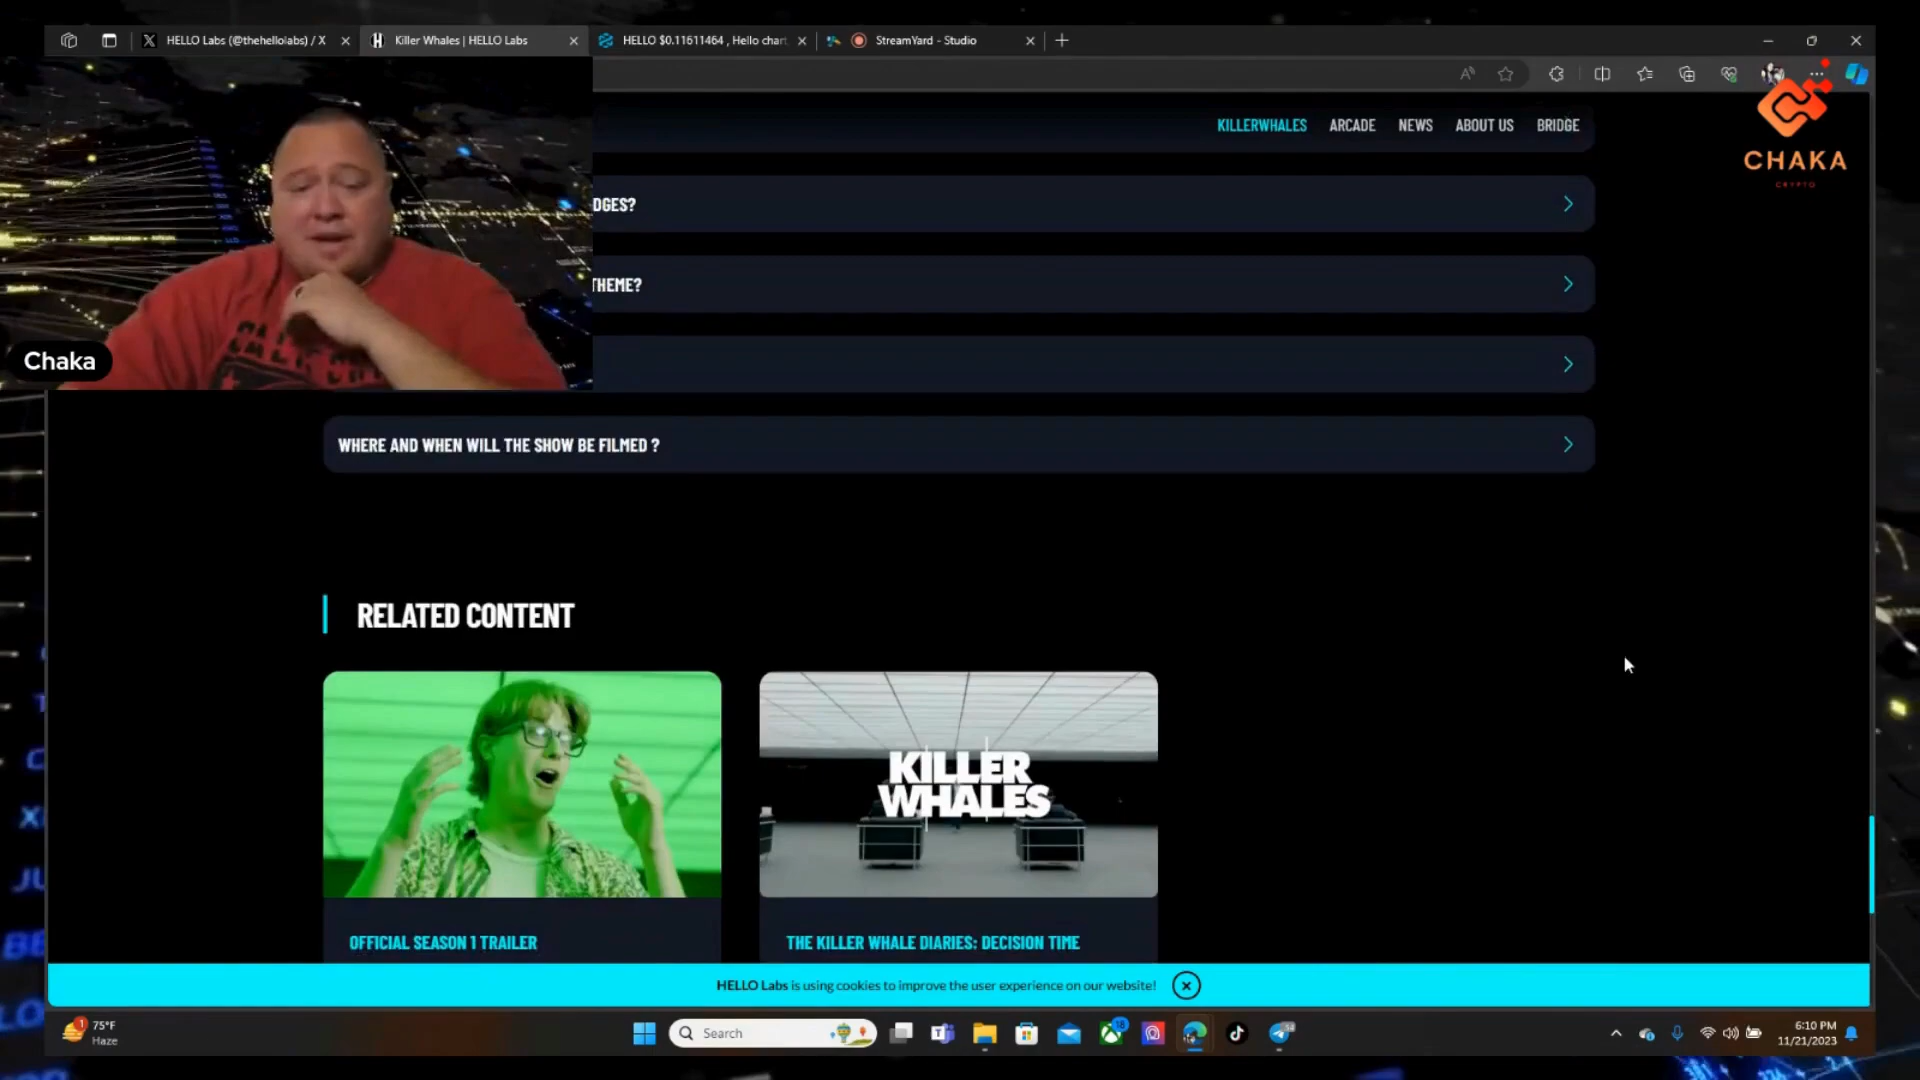 HELLO Labs (@thehellolabs) / X
Killer Whales | HELLO Labs
HELLO $0.11611464 , Hello chart,
StreamYard - Studio
KILLERWHALES
ARCADE
NEWS
ABOUT US
BRIDGE
CHAKA
CRYPTO
DGES?
THEME?
Chaka
WHERE AND WHEN WILL THE SHOW BE FILMED ?
RELATED CONTENT
KILLER
WHALES
OFFICIAL SEASON 1 TRAILER
THE KILLER WHALE DIARIES: DECISION TIME
HELLO Labs is using cookies to improve the user experience on our website!
75°F
Haze
Search
6:10 PM
11/21/2023